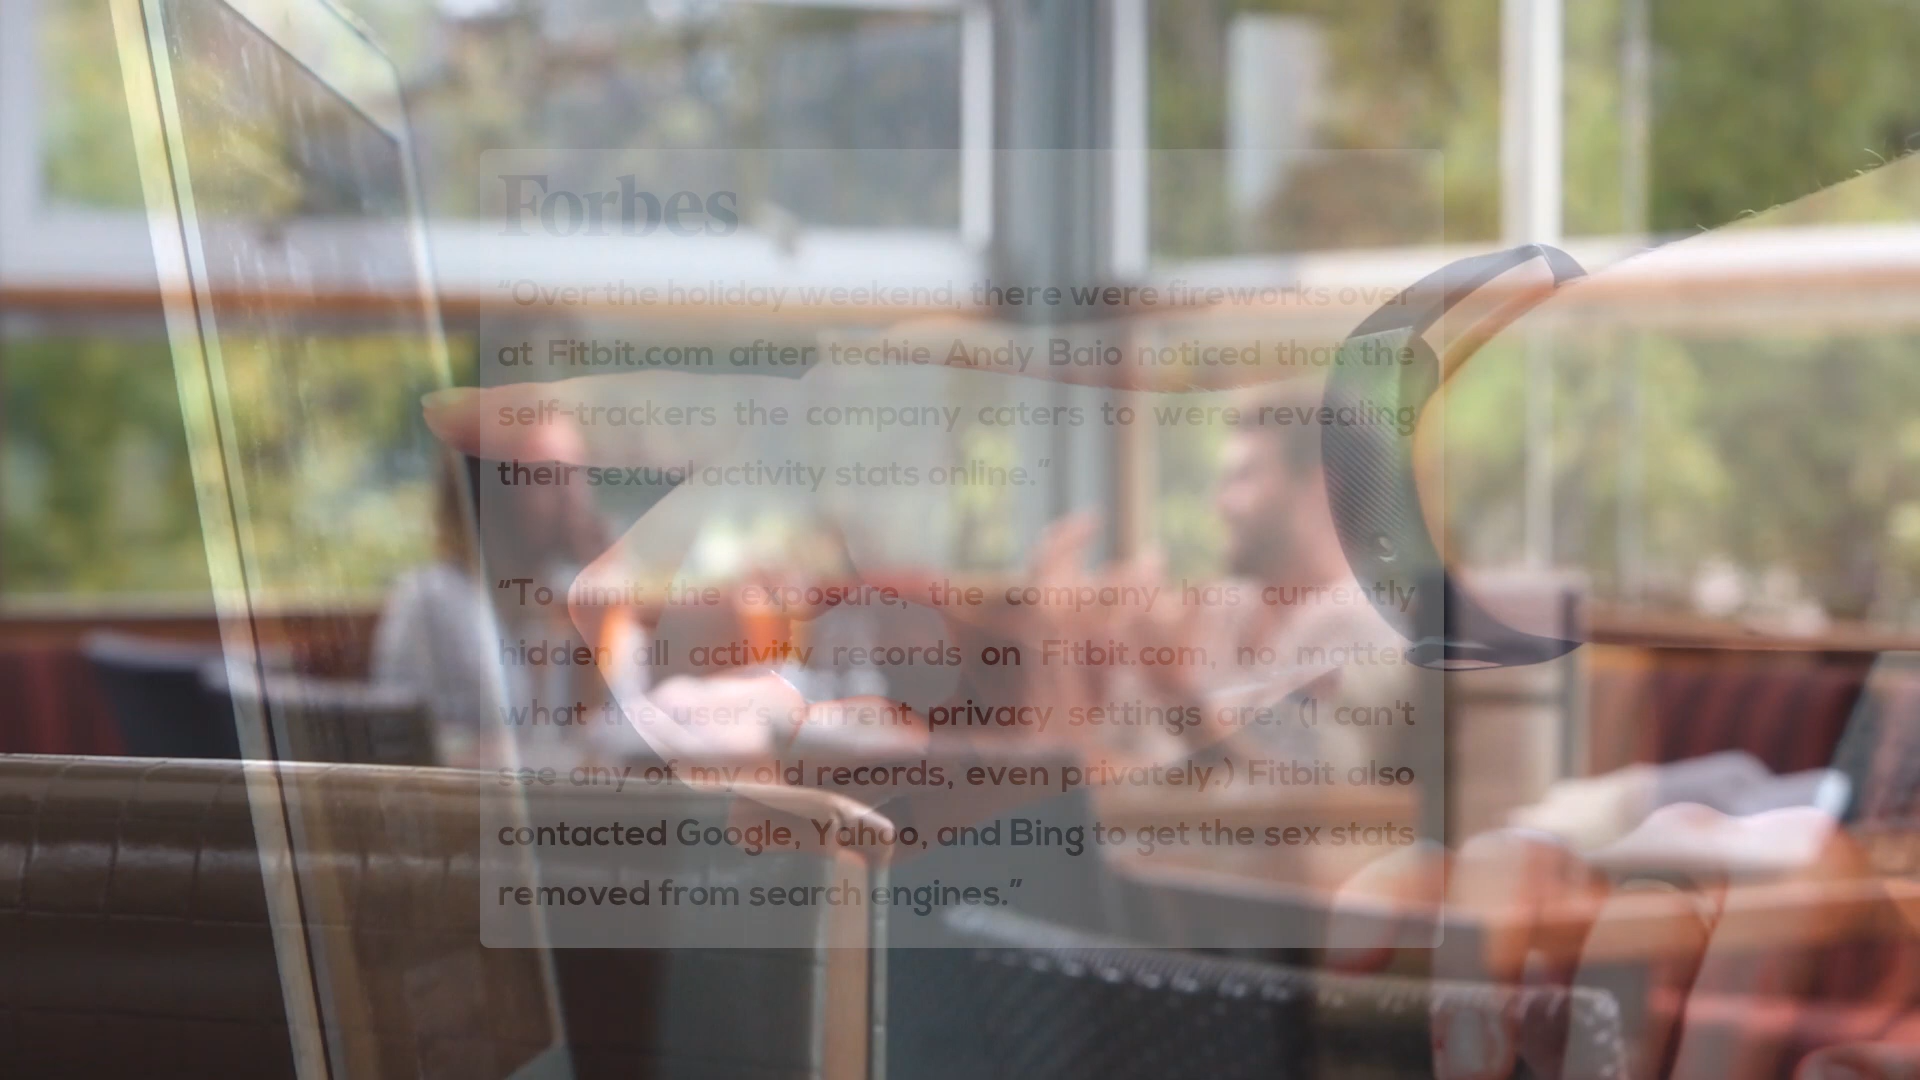 Forbes
“Over the holiday weekend, there were fireworks over
at Fitbit.com after techie Andy Baio noticed that the
self-trackers the company caters to were revealing
their sexual activity stats online.”
“To limit the exposure, the company has currently
hidden all activity records on Fitbit.com, no matter
what the user’s current privacy settings are. (I can't
see any of my old records, even privately.) Fitbit also
contacted Google, Yahoo, and Bing to get the sex stats
removed from search engines.”